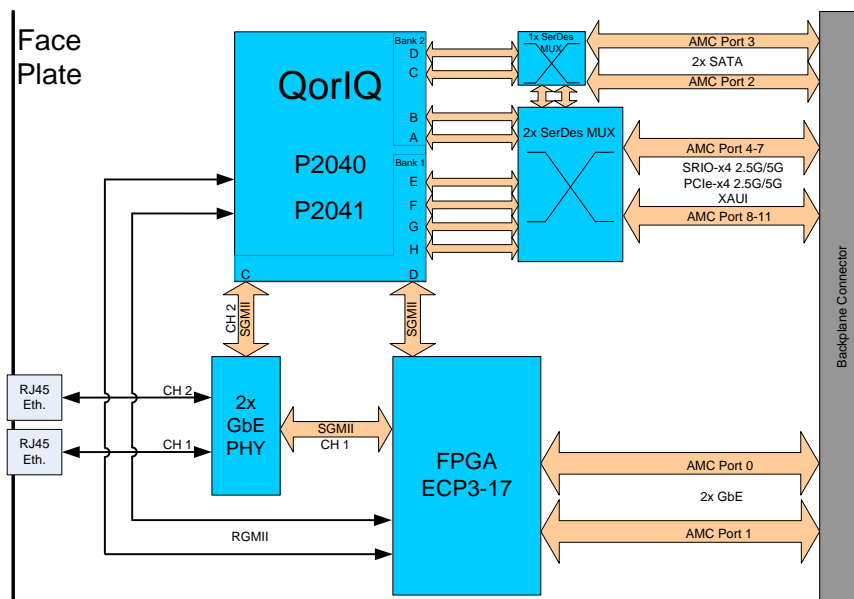 Face
Plate
QorIQ
P2040
P2041
Bank 2
D
C
B
A
Bank 1
E
F
G
H
C
D
1x SerDes
MUX
2x SerDes MUX
AMC Port 3
2x SATA
AMC Port 2
AMC Port 4-7
SRIO-x4 2.5G/5G
PCIe-x4 2.5G/5G
XAUI
AMC Port 8-11
Backplane Connector
CH 2
SGMII
SGMII
RJ45
Eth.
CH 2
RJ45
Eth.
CH 1
2x
GbE
PHY
SGMII
CH 1
FPGA
ECP3-17
RGMII
AMC Port 0
2x GbE
AMC Port 1